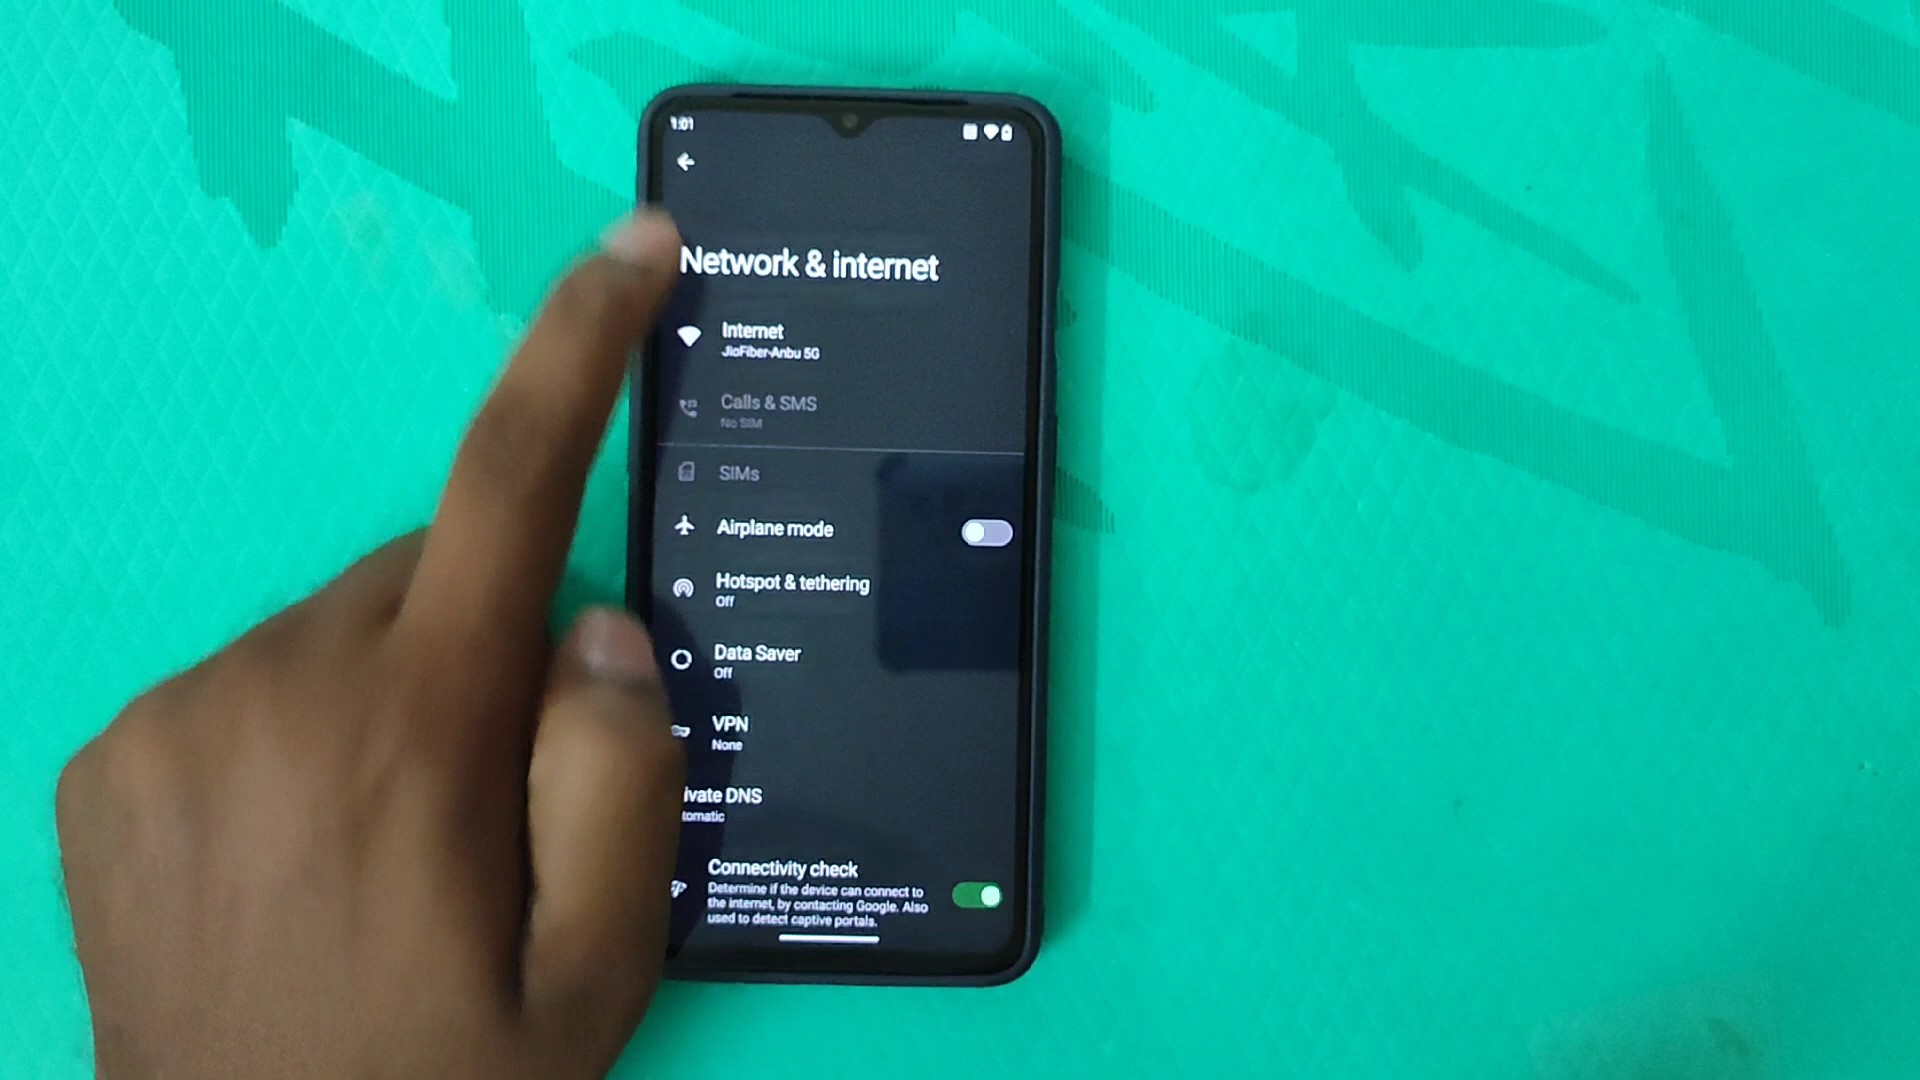 1:01
Network & internet
Internet
JioFiber-Anbu 5G
Calls & SMS
No SIM
SIMs
Airplane mode
Hotspot & tethering
Off
Data Saver
Off
VPN
None
ivate DNS
tomatic
Connectivity check
Determine if the device can connect to
the internet, by contacting Google. Also
used to detect captive portals.